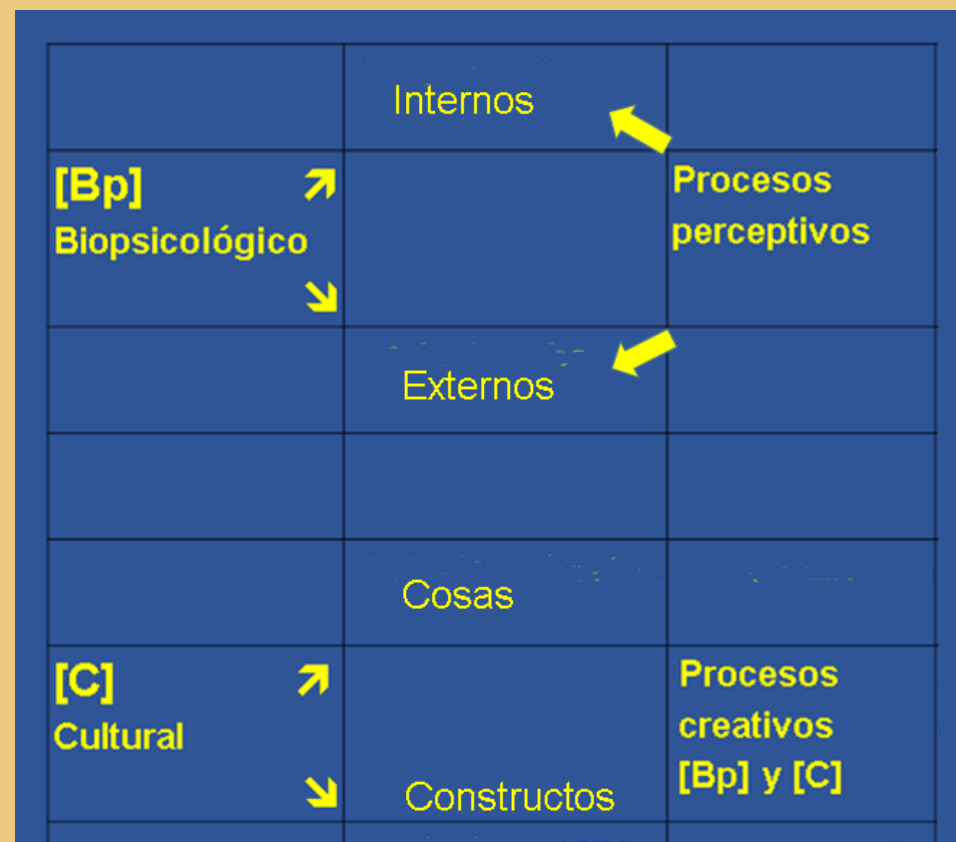 Internos
[Bp]
Biopsicológico
Procesos
perceptivos
Externos
Cosas
[C]
Cultural
Procesos
creativos
[Bp] y [C]
Constructos